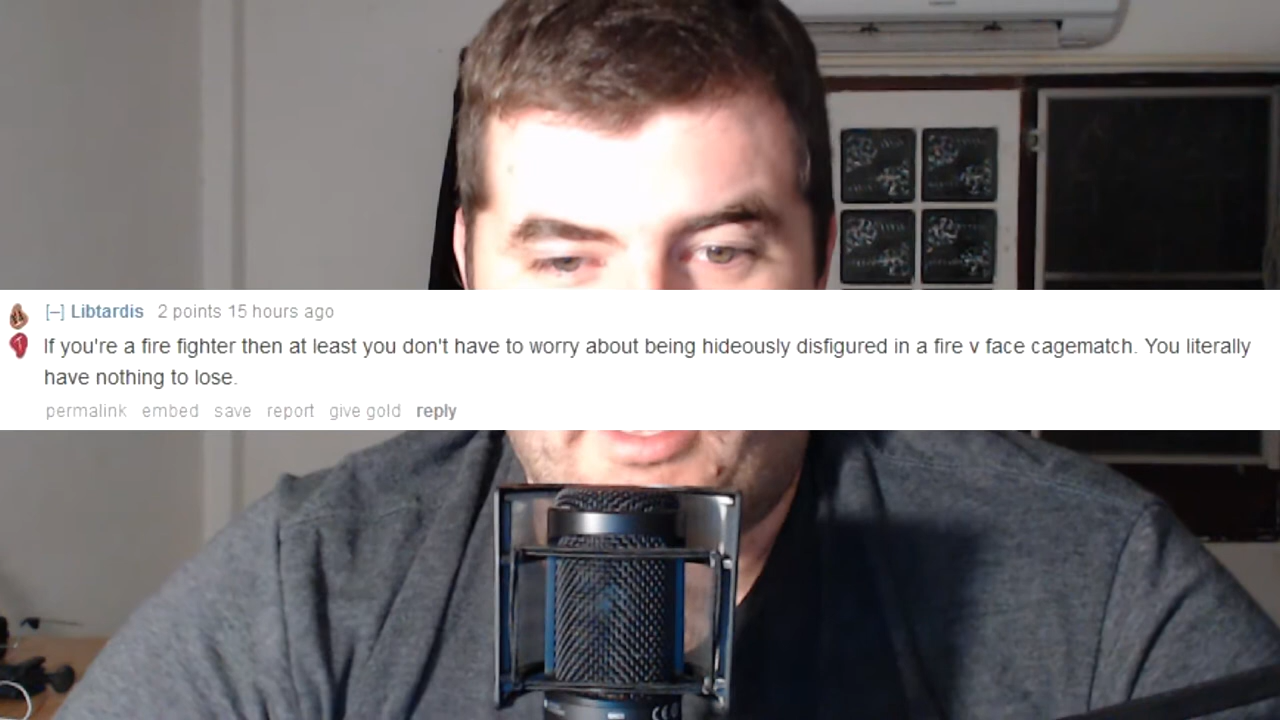 [–] Libtardis 2 points 15 hours ago
If you're a fire fighter then at least you don't have to worry about being hideously disfigured in a fire v face cagematch. You literally
have nothing to lose.
permalink embed save report give gold reply